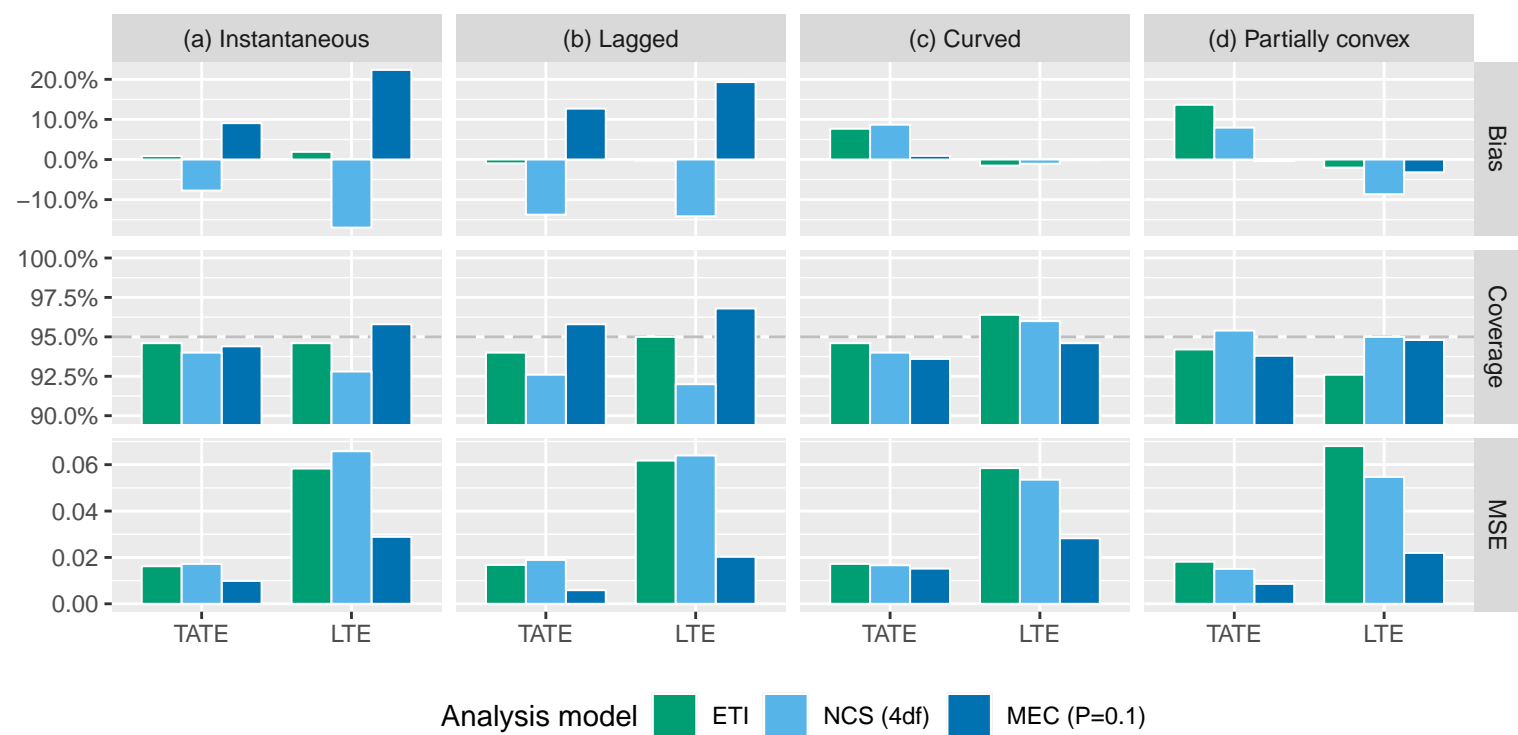 (a) Instantaneous (b) Lagged (c) Curved (d) Partially convex
20.0%
10.0%
0.0%
−10.0%
Bias
100.0%
97.5%
95.0%
92.5%
90.0%
Coverage
0.06
0.04
0.02
0.00
MSE
TATE LTE TATE LTE TATE LTE TATE LTE
Analysis model ETI NCS (4df) MEC (P=0.1)